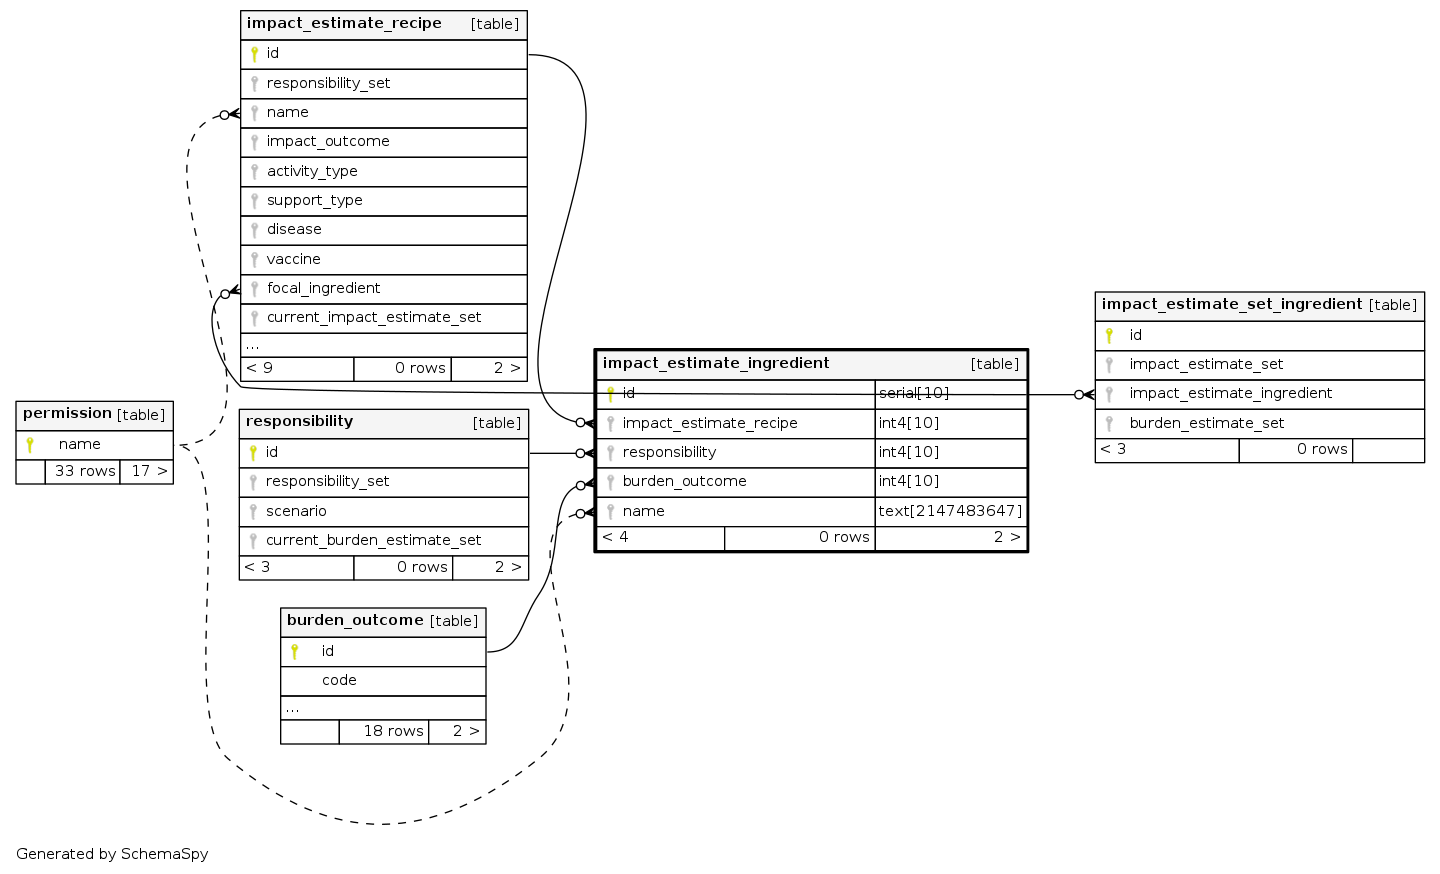 impact_estimate_recipe [table]
id
responsibility_set
name
impact_outcome
activity_type
support_type
disease
vaccine
focal_ingredient
current_impact_estimate_set
...
< 9 0 rows 2 >
permission [table]
name
33 rows 17 >
responsibility [table]
id
responsibility_set
scenario
current_burden_estimate_set
< 3 0 rows 2 >
burden_outcome [table]
id
code
...
18 rows 2 >
impact_estimate_ingredient [table]
id serial[10]
impact_estimate_recipe int4[10]
responsibility int4[10]
burden_outcome int4[10]
name text[2147483647]
< 4 0 rows 2 >
impact_estimate_set_ingredient [table]
id
impact_estimate_set
impact_estimate_ingredient
burden_estimate_set
< 3 0 rows
Generated by SchemaSpy